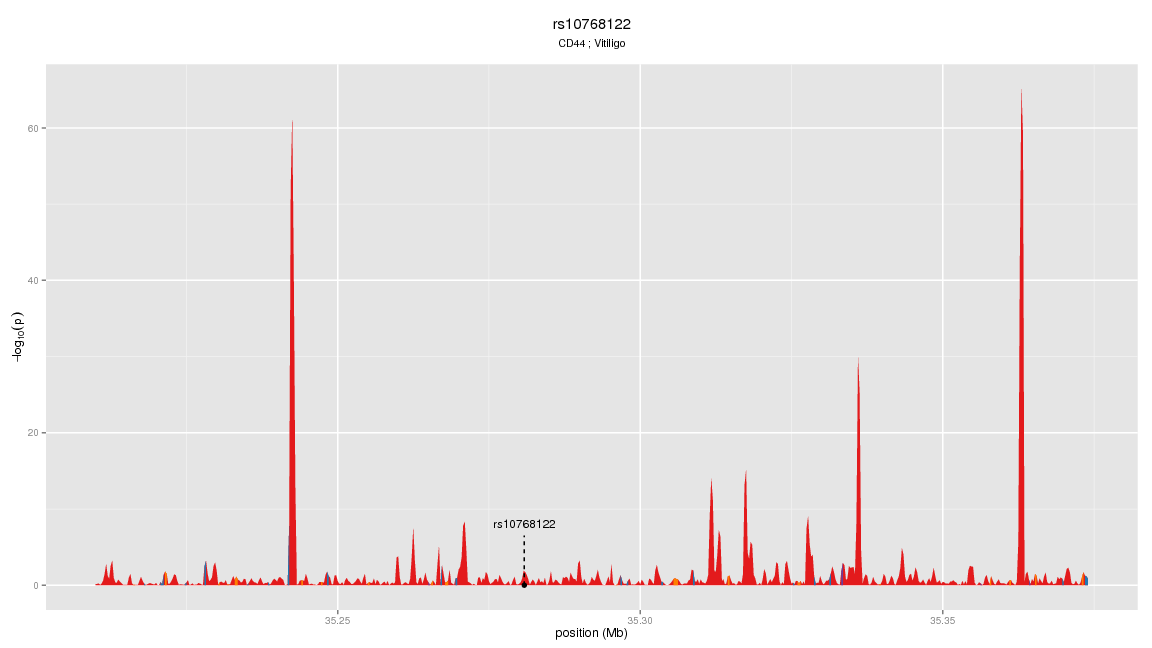 rs10768122
CD44 ; Vitiligo
60
40
20
0
−log10(p)
rs10768122
35.25
35.30
35.35
position (Mb)